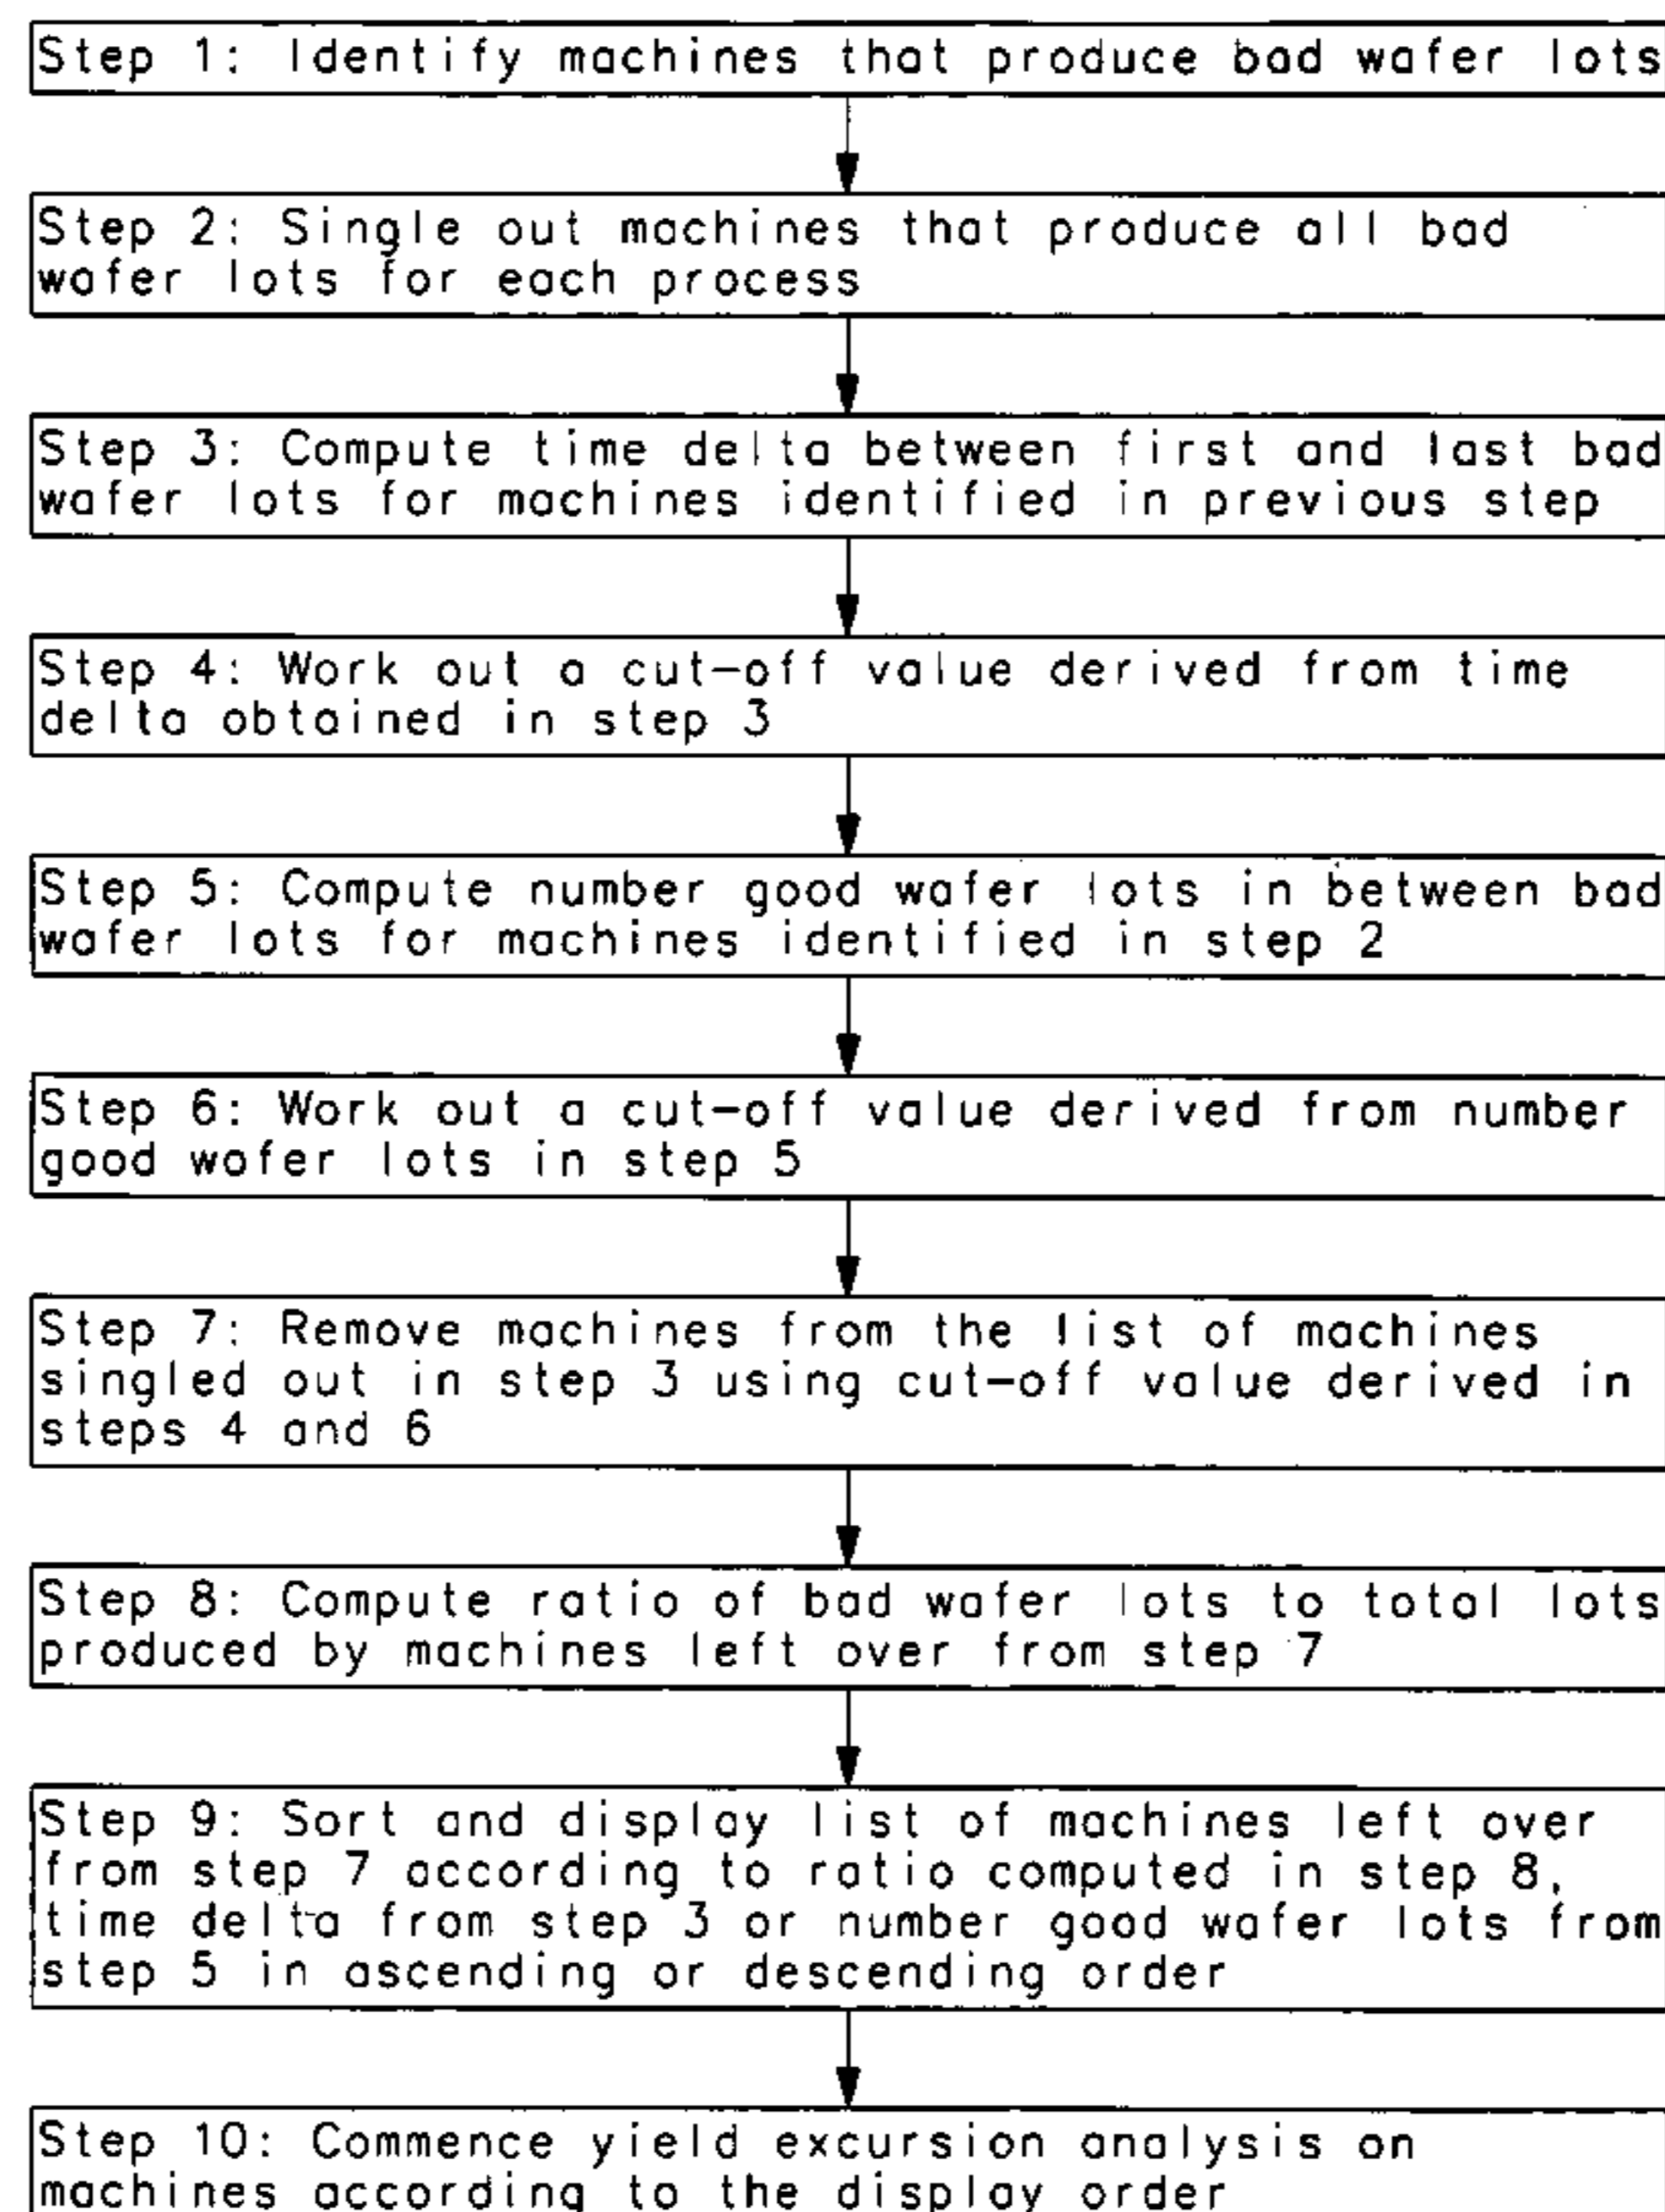 Step 1: Identify machines that produce bad wafer lots
Step 2: Single out machines that produce all bad
wafer lots for each process
Step 3: Compute time delta between first and last bad
wafer lots for machines identified in previous step
Step 4: Work out a cut-off value derived from time
delta obtained in step 3
Step 5: Compute number good wafer lots in between bad
wafer lots for machines identified in step 2
Step 6: Work out a cut-off value derived from number
good wafer lots in step 5
Step 7: Remove machines from the list of machines
singled out in step 3 using cut-off value derived in
steps 4 and 6
Step 8: Compute ratio of bad wafer lots to total lots
produced by machines left over from step 7
Step 9: Sort and display list of machines left over
from step 7 according to ratio computed in step 8,
time delta from step 3 or number good wafer lots from
step 5 in ascending or descending order
Step 10: Commence yield excursion analysis on
machines according to the display order